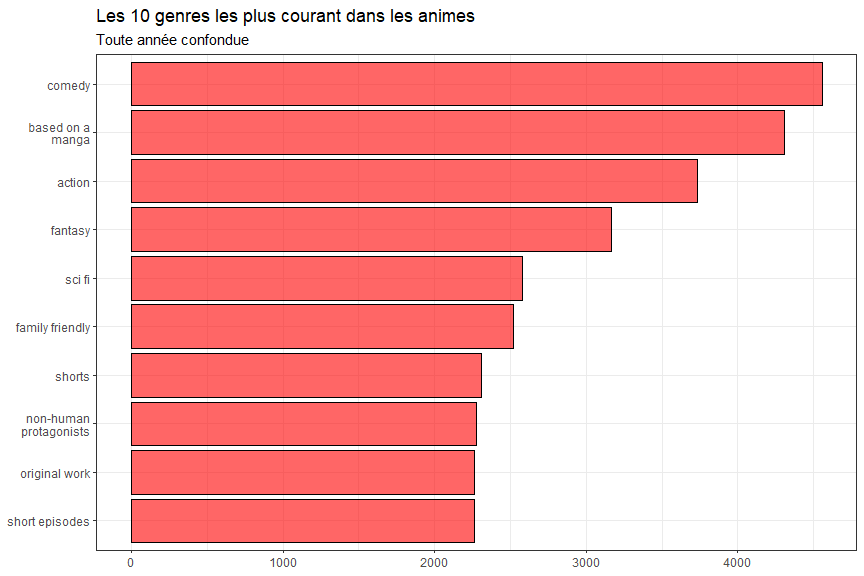 Les 10 genres les plus courant dans les animes
Toute année confondue
comedy
based on a
manga
action
fantasy
sci fi
family friendly
shorts
non-human
protagonists
original work
short episodes
0
1000
2000
3000
4000